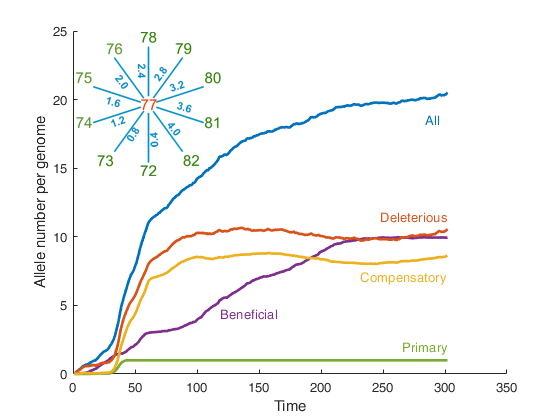 25
20
15
10
5
0
Allele number per genome
0 50 100 150 200 250 300 350
Time
78
76 79
75 80
77
74 81
73 82
72
2.4
2.0 2.8
1.6 3.2
1.2 3.6
0.8 4.0
0.4
All
Deleterious
Compensatory
Beneficial
Primary